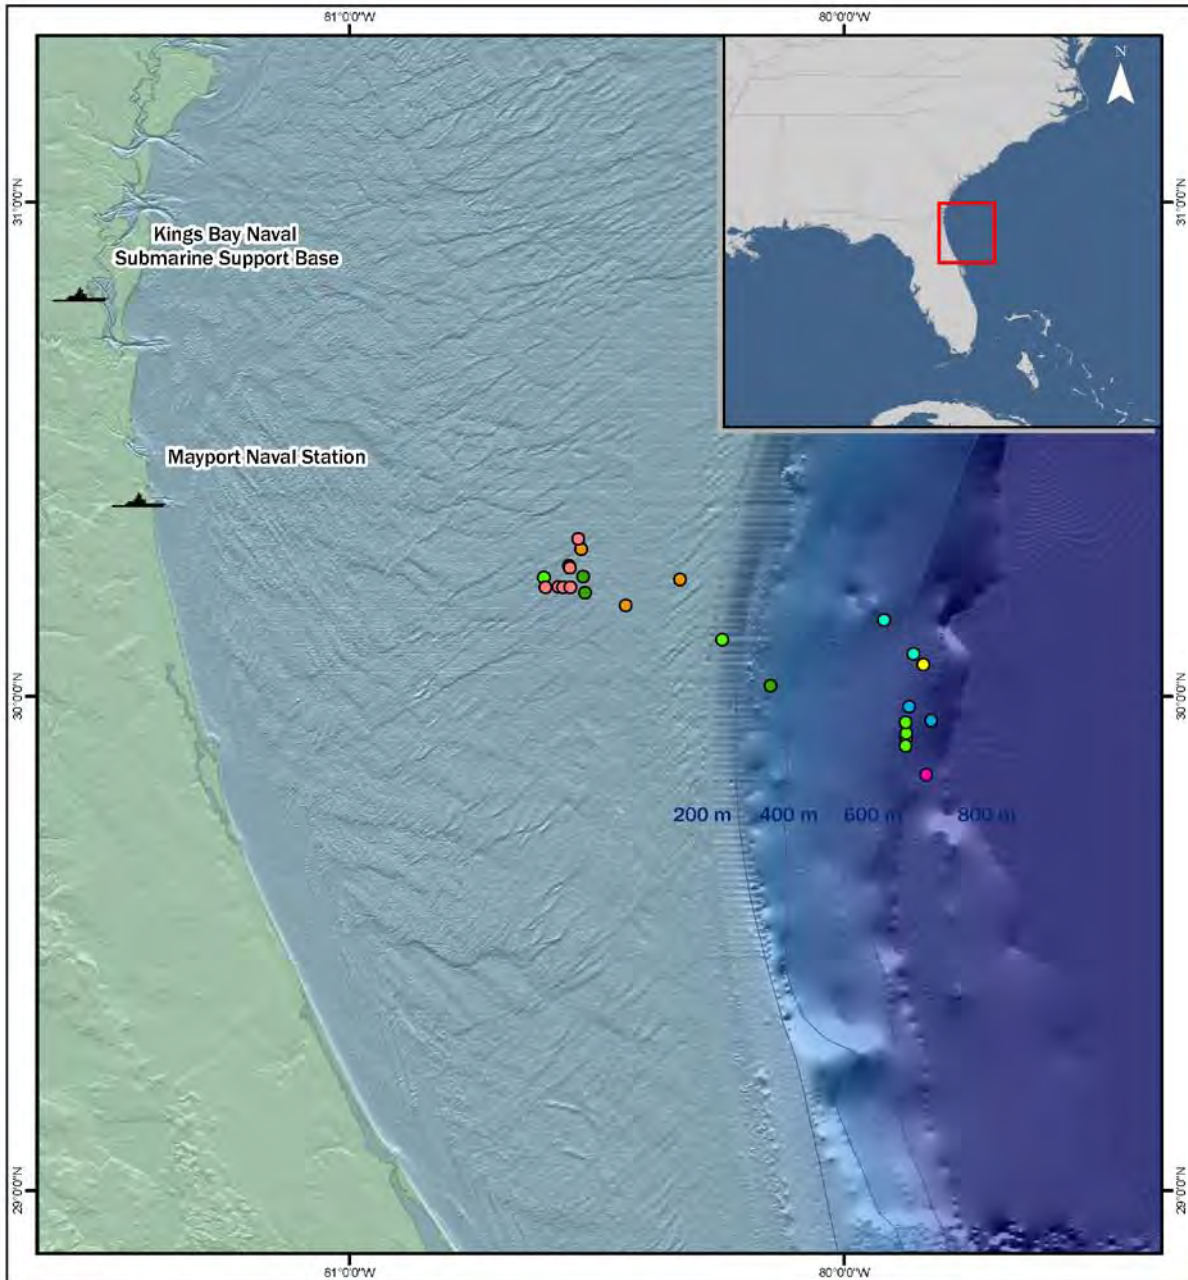 81°0'0"W 80°0'0"W
N
31°0'0"N 31°0'0"N
Kings Bay Naval
Submarine Support Base
Mayport Naval Station
30°0'0"N 30°0'0"N
200 m 400 m 600 m 800 m
29°0'0"N 29°0'0"N
81°0'0"W 80°0'0"W